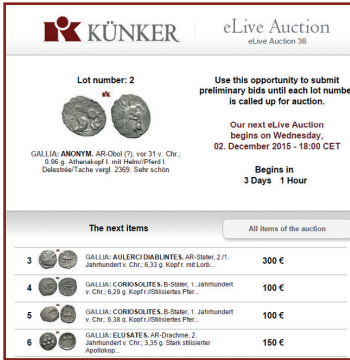 KÜNKER
eLive Auction
eLive Auction 38
Lot number: 2
GALLIA: ANONYM. AR-Obol (?), vor 31 v. Chr.;
0,96 g. Athenakopf l. mit Helm//Pferd l.
Delestrée/Tache vergl. 2369. Sehr schön
Use this opportunity to submit
preliminary bids until each lot numbe
is called up for auction.
Our next eLive Auction
begins on Wednesday,
02. December 2015 - 18:00 CET
Begins in
3 Days 1 Hour
The next items
All items of the auction
3 GALLIA: AULERCI DIABLINTES. AR-Stater, 2./1.
Jahrhundert v. Chr.; 6,33 g. Kopf r. mit Lorb...
300 €
4 GALLIA: CORIOSOLITES. B-Stater, 1. Jahrhundert
v. Chr.; 6,29 g. Kopf r.//Stilisiertes Pfer...
100 €
5 GALLIA: CORIOSOLITES. B-Stater, 1. Jahrhundert
v. Chr.; 6,38 g. Kopf r.//Stilisiertes Pfer...
100 €
6 GALLIA: ELUSATES. AR-Drachme, 2.
Jahrhundert v. Chr.; 3,35 g. Stark stilisierter
Apollokop...
150 €